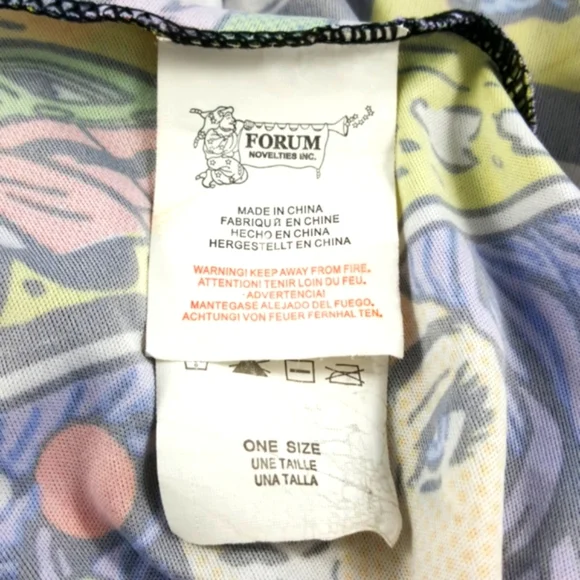 FORUM
NOVELTIES INC.
MADE IN CHINA
FABRIQUÉ EN CHINE
HECHO EN CHINA
HERGESTELLT EN CHINA
WARNING! KEEP AWAY FROM FIRE.
ATTENTION! TENIR LOIN DU FEU.
ADVERTENCIA!
MANTEGASE ALEJADO DEL FUEGO.
ACHTUNG! VON FEUER FERNHALTEN.
ONE SIZE
UNE TAILLE
UNA TALLA